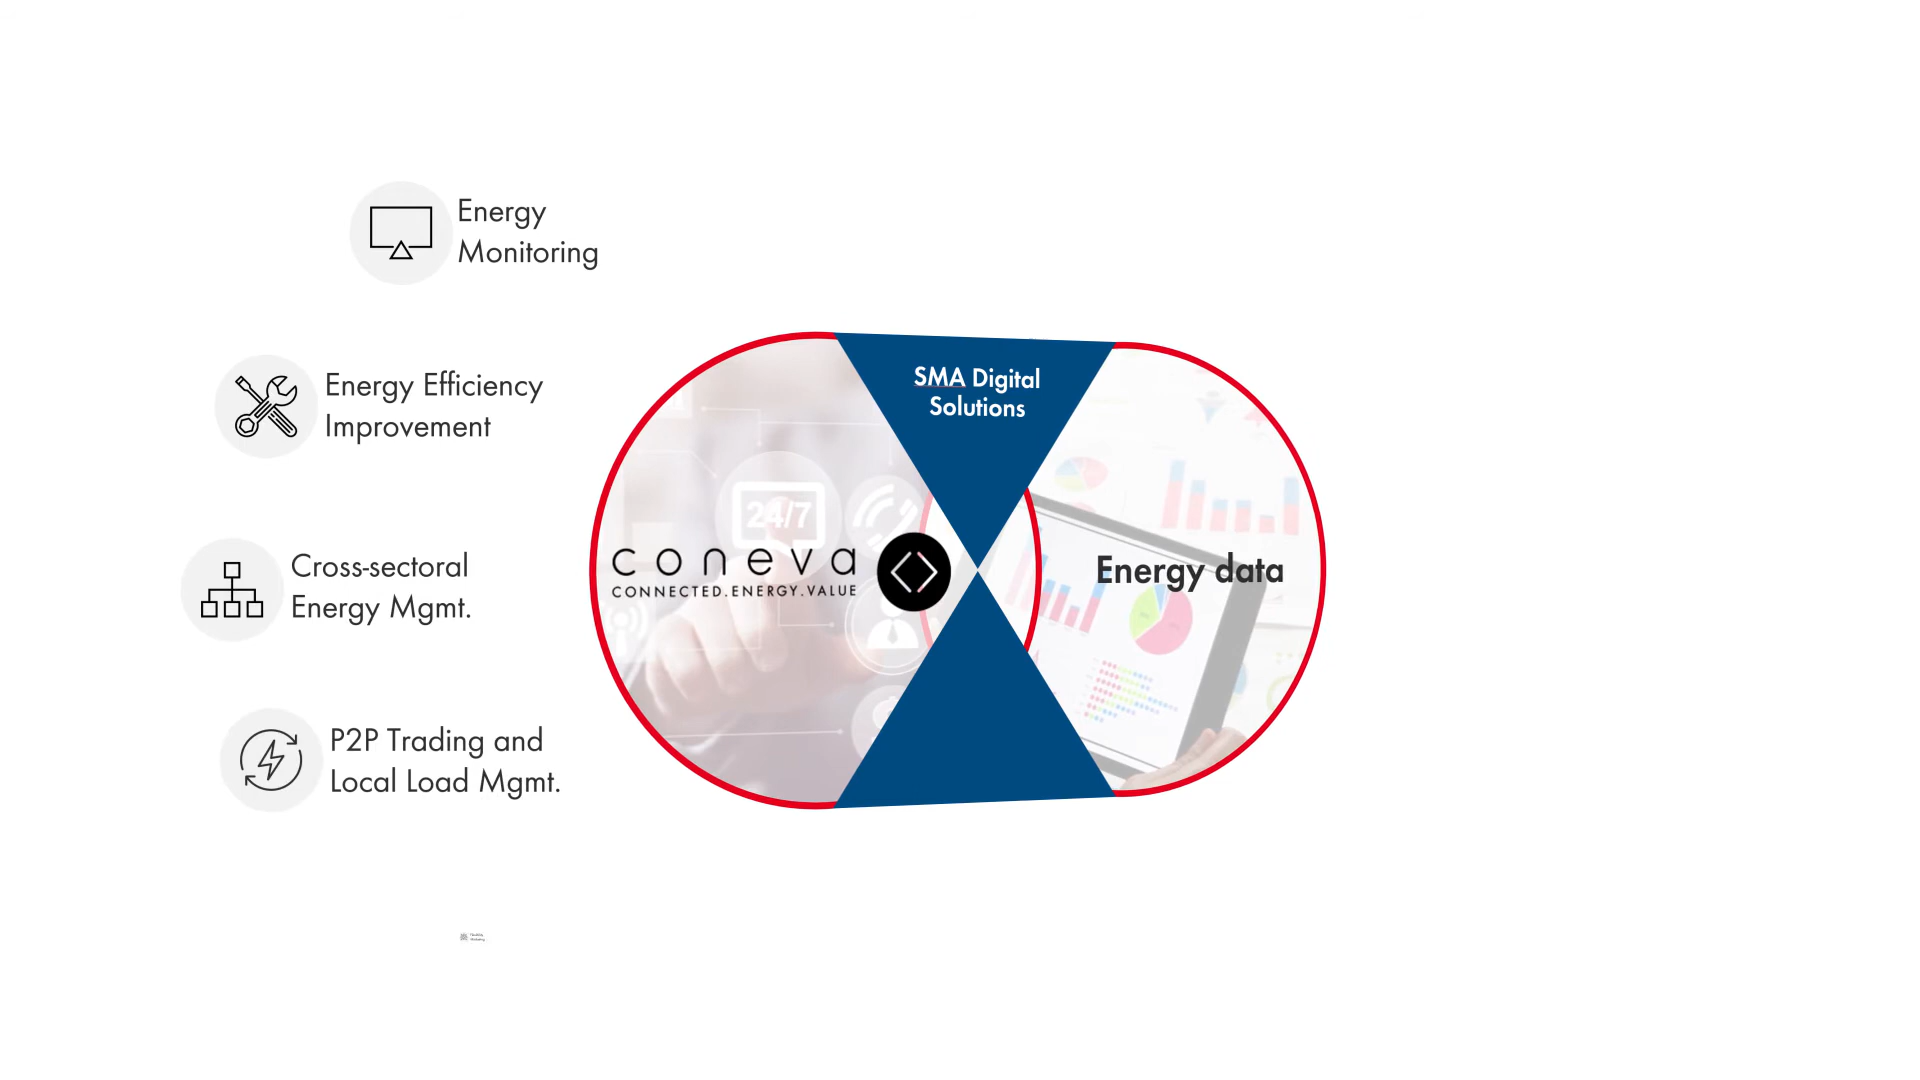 Energy
Monitoring
Energy Efficiency
Improvement
Cross-sectoral
Energy Mgmt.
P2P Trading and
Local Load Mgmt.
SMA Digital
Solutions
24/7
coneva
CONNECTED.ENERGY.VALUE
Energy data